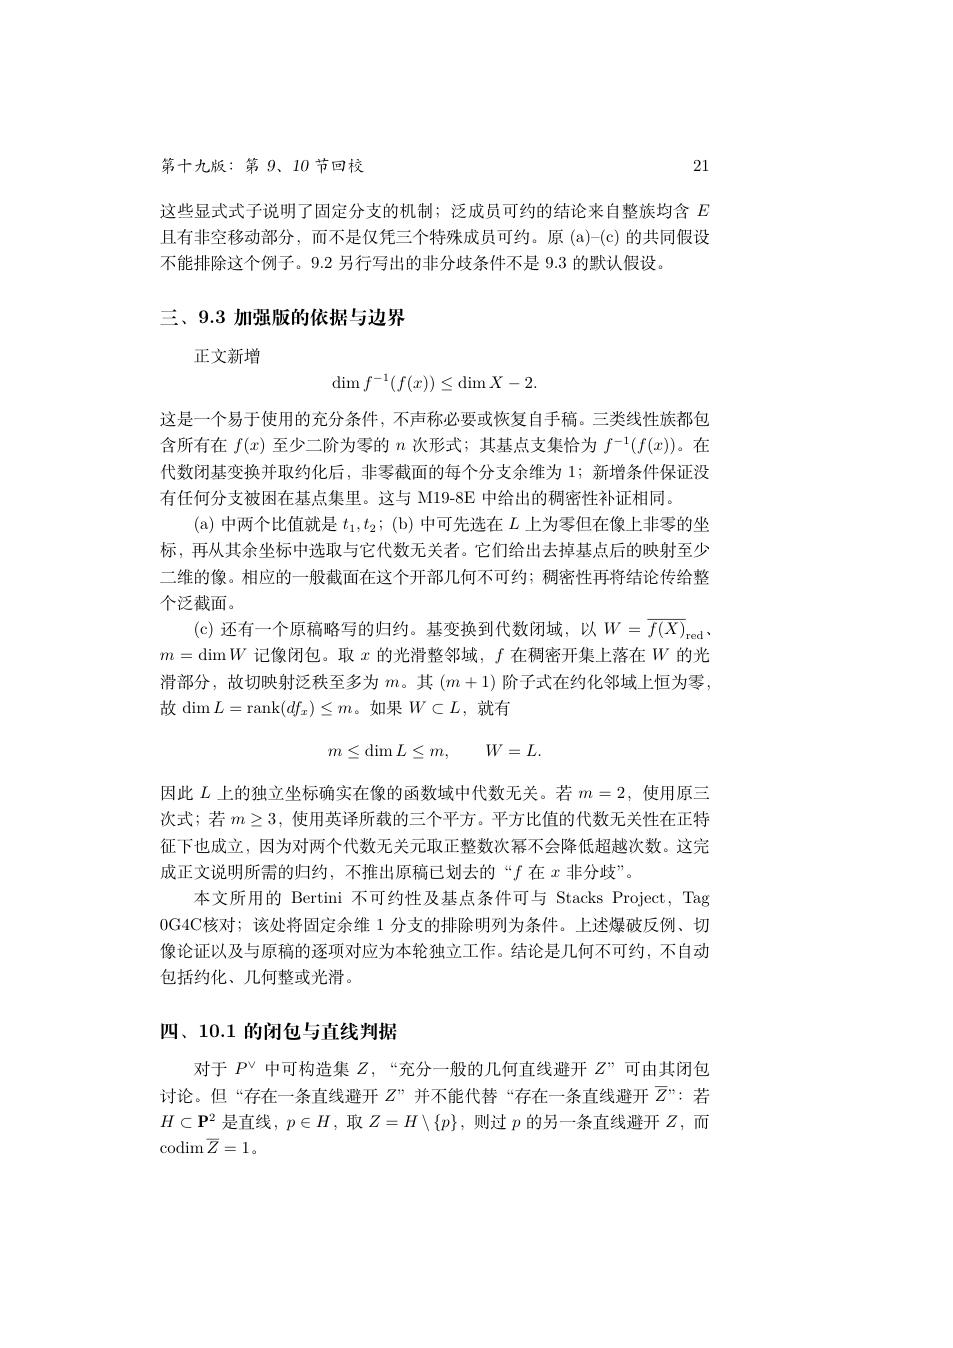 第十九版：第 9、10 节回校 21
这些显式式子说明了固定分支的机制；泛成员可约的结论来自整族均含 E
且有非空移动部分，而不是仅凭三个特殊成员可约。原 (a)–(c) 的共同假设
不能排除这个例子。9.2 另行写出的非分歧条件不是 9.3 的默认假设。
三、9.3 加强版的依据与边界
正文新增
dim f⁻¹(f(x)) ≤ dim X − 2.
这是一个易于使用的充分条件，不声称必要或恢复自手稿。三类线性族都包
含所有在 f(x) 至少二阶为零的 n 次形式；其基点支集恰为 f⁻¹(f(x))。在
代数闭基变换并取约化后，非零截面的每个分支余维为 1；新增条件保证没
有任何分支被困在基点集里。这与 M19-8E 中给出的稠密性补证相同。
(a) 中两个比值就是 t₁, t₂；(b) 中可先选在 L 上为零但在像上非零的坐
标，再从其余坐标中选取与它代数无关者。它们给出去掉基点后的映射至少
二维的像。相应的一般截面在这个开部几何不可约；稠密性再将结论传给整
个泛截面。
(c) 还有一个原稿略写的归约。基变换到代数闭域，以 W = \overline{f(X)}_{red}、
m = dim W 记像闭包。取 x 的光滑整邻域，f 在稠密开集上落在 W 的光
滑部分，故切映射泛秩至多为 m。其 (m + 1) 阶子式在约化邻域上恒为零，
故 dim L = rank(df_x) ≤ m。如果 W ⊂ L，就有
m ≤ dim L ≤ m, W = L.
因此 L 上的独立坐标确实在像的函数域中代数无关。若 m = 2，使用原三
次式；若 m ≥ 3，使用英译所载的三个平方。平方比值的代数无关性在正特
征下也成立，因为对两个代数无关元取正整数次幂不会降低超越次数。这完
成正文说明所需的归约，不推出原稿已划去的 “f 在 x 非分歧”。
本文所用的 Bertini 不可约性及基点条件可与 Stacks Project，Tag
0G4C核对；该处将固定余维 1 分支的排除明列为条件。上述爆破反例、切
像论证以及与原稿的逐项对应为本轮独立工作。结论是几何不可约，不自动
包括约化、几何整或光滑。
四、10.1 的闭包与直线判据
对于 P^∨ 中可构造集 Z，“充分一般的几何直线避开 Z” 可由其闭包
讨论。但 “存在一条直线避开 Z” 并不能代替 “存在一条直线避开 \overline{Z}”：若
H ⊂ P² 是直线，p ∈ H，取 Z = H \ {p}，则过 p 的另一条直线避开 Z，而
codim \overline{Z} = 1。